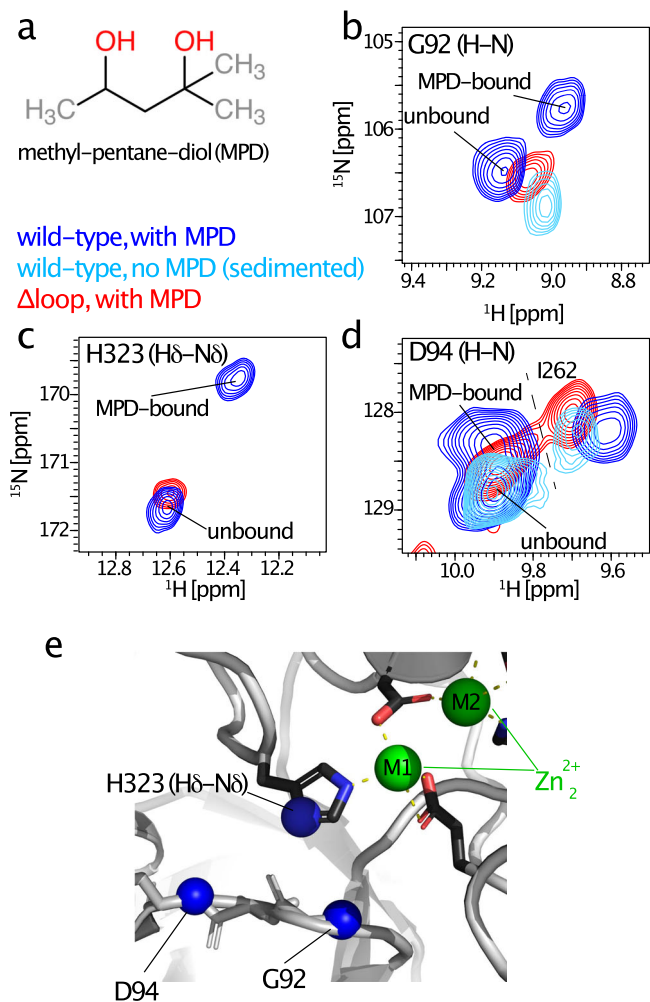 a
OH
OH
CH3
H3C
CH3
CH3
methyl-pentane-diol (MPD)
wild-type, with MPD
wild-type, no MPD (sedimented)
Δloop, with MPD
b
G92 (H-N)
MPD-bound
unbound
105
106
107
15N [ppm]
9.4
9.2
9.0
8.8
1H [ppm]
c
H323 (Hδ-Nδ)
MPD-bound
unbound
170
171
172
15N [ppm]
12.8
12.6
12.4
12.2
1H [ppm]
d
D94 (H-N)
I262
MPD-bound
unbound
128
129
10.0
9.8
9.6
1H [ppm]
e
M2
M1
H323 (Hδ-Nδ)
Zn2 2+
D94
G92